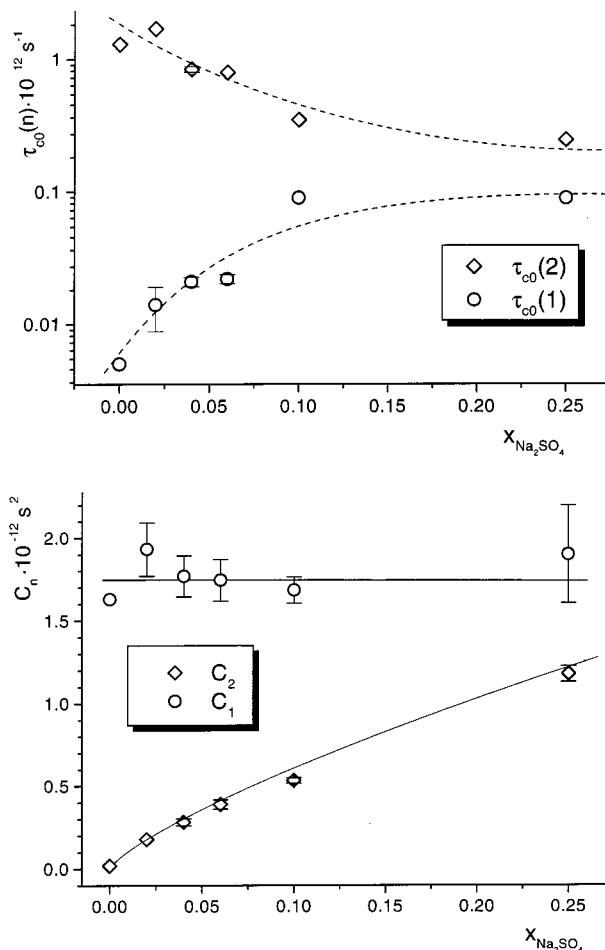 τc0(n)·10⁻¹² s⁻¹
1
0.1
0.01
τc0(2)
τc0(1)
0.00 0.05 0.10 0.15 0.20 0.25
xNa₂SO₄
Cn·10⁻¹² s²
2.0
1.5
1.0
0.5
0.0
C₂
C₁
0.00 0.05 0.10 0.15 0.20 0.25
xNa₂SO₄